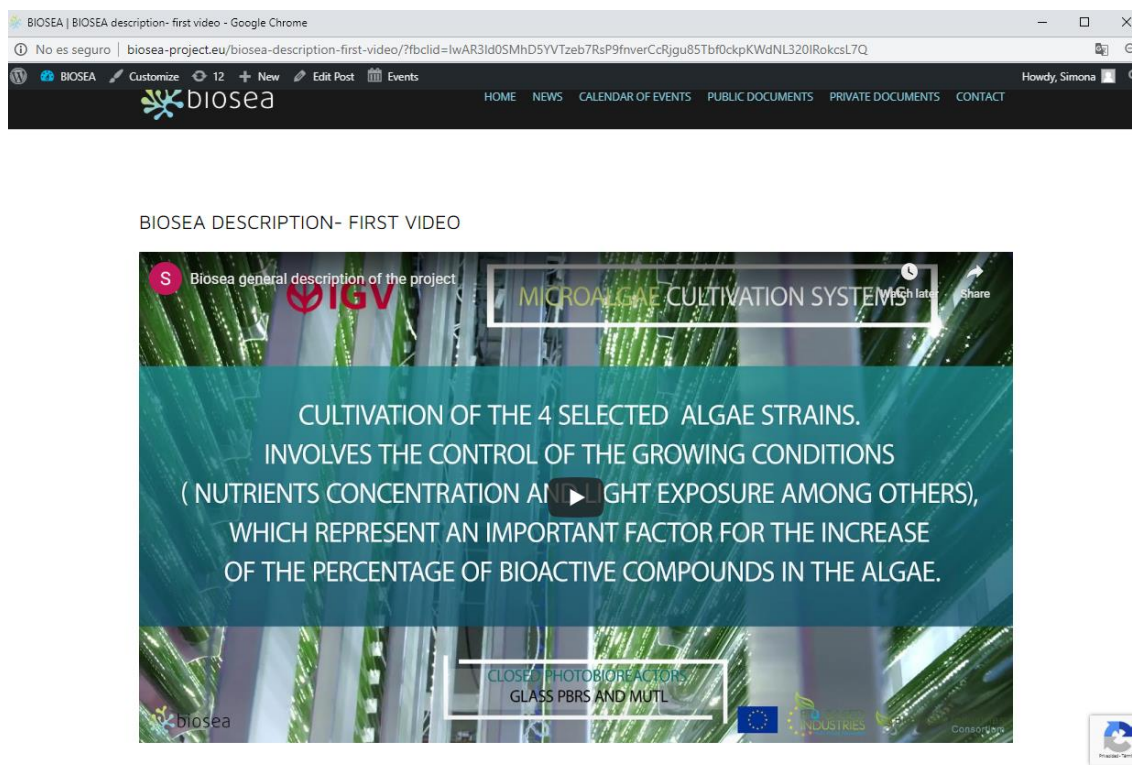 BIOSEA | BIOSEA description- first video - Google Chrome
No es seguro | biosea-project.eu/biosea-description-first-video/?fbclid=IwAR3Id0SMhD5YVTzeb7RsP9fnverCcRjgu85Tbf0ckpKWdNL320IRokcsL7Q
BIOSEA Customize 12 New Edit Post Events Howdy, Simona
biosea HOME NEWS CALENDAR OF EVENTS PUBLIC DOCUMENTS PRIVATE DOCUMENTS CONTACT
BIOSEA DESCRIPTION- FIRST VIDEO
S Biosea general description of the project
IGV MICROALGAE CULTIVATION SYSTEMS
Watch later Share
CULTIVATION OF THE 4 SELECTED ALGAE STRAINS.
INVOLVES THE CONTROL OF THE GROWING CONDITIONS
( NUTRIENTS CONCENTRATION AND LIGHT EXPOSURE AMONG OTHERS),
WHICH REPRESENT AN IMPORTANT FACTOR FOR THE INCREASE
OF THE PERCENTAGE OF BIOACTIVE COMPOUNDS IN THE ALGAE.
CLOSED PHOTOBIOREACTORS
GLASS PBRS AND MUTL
biosea INDUSTRIES Consortium